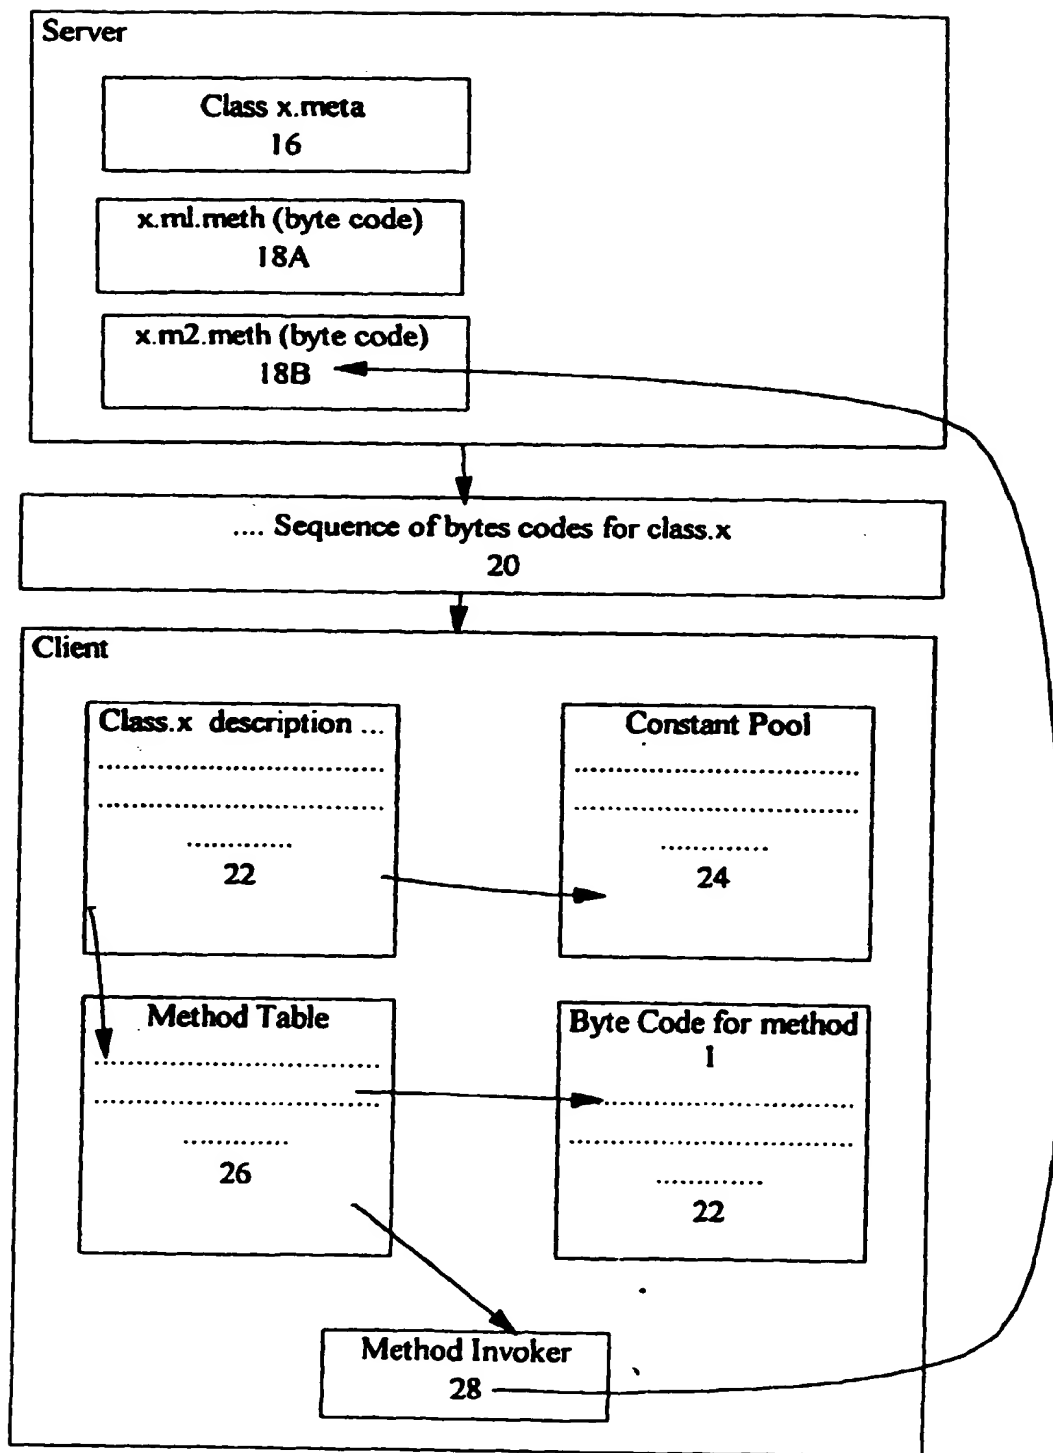 Server
Class x.meta
16
x.ml.meth (byte code)
18A
x.m2.meth (byte code)
18B
.... Sequence of bytes codes for class.x
20
Client
Class.x description ...
22
Constant Pool
24
Method Table
26
Byte Code for method
1
22
Method Invoker
28